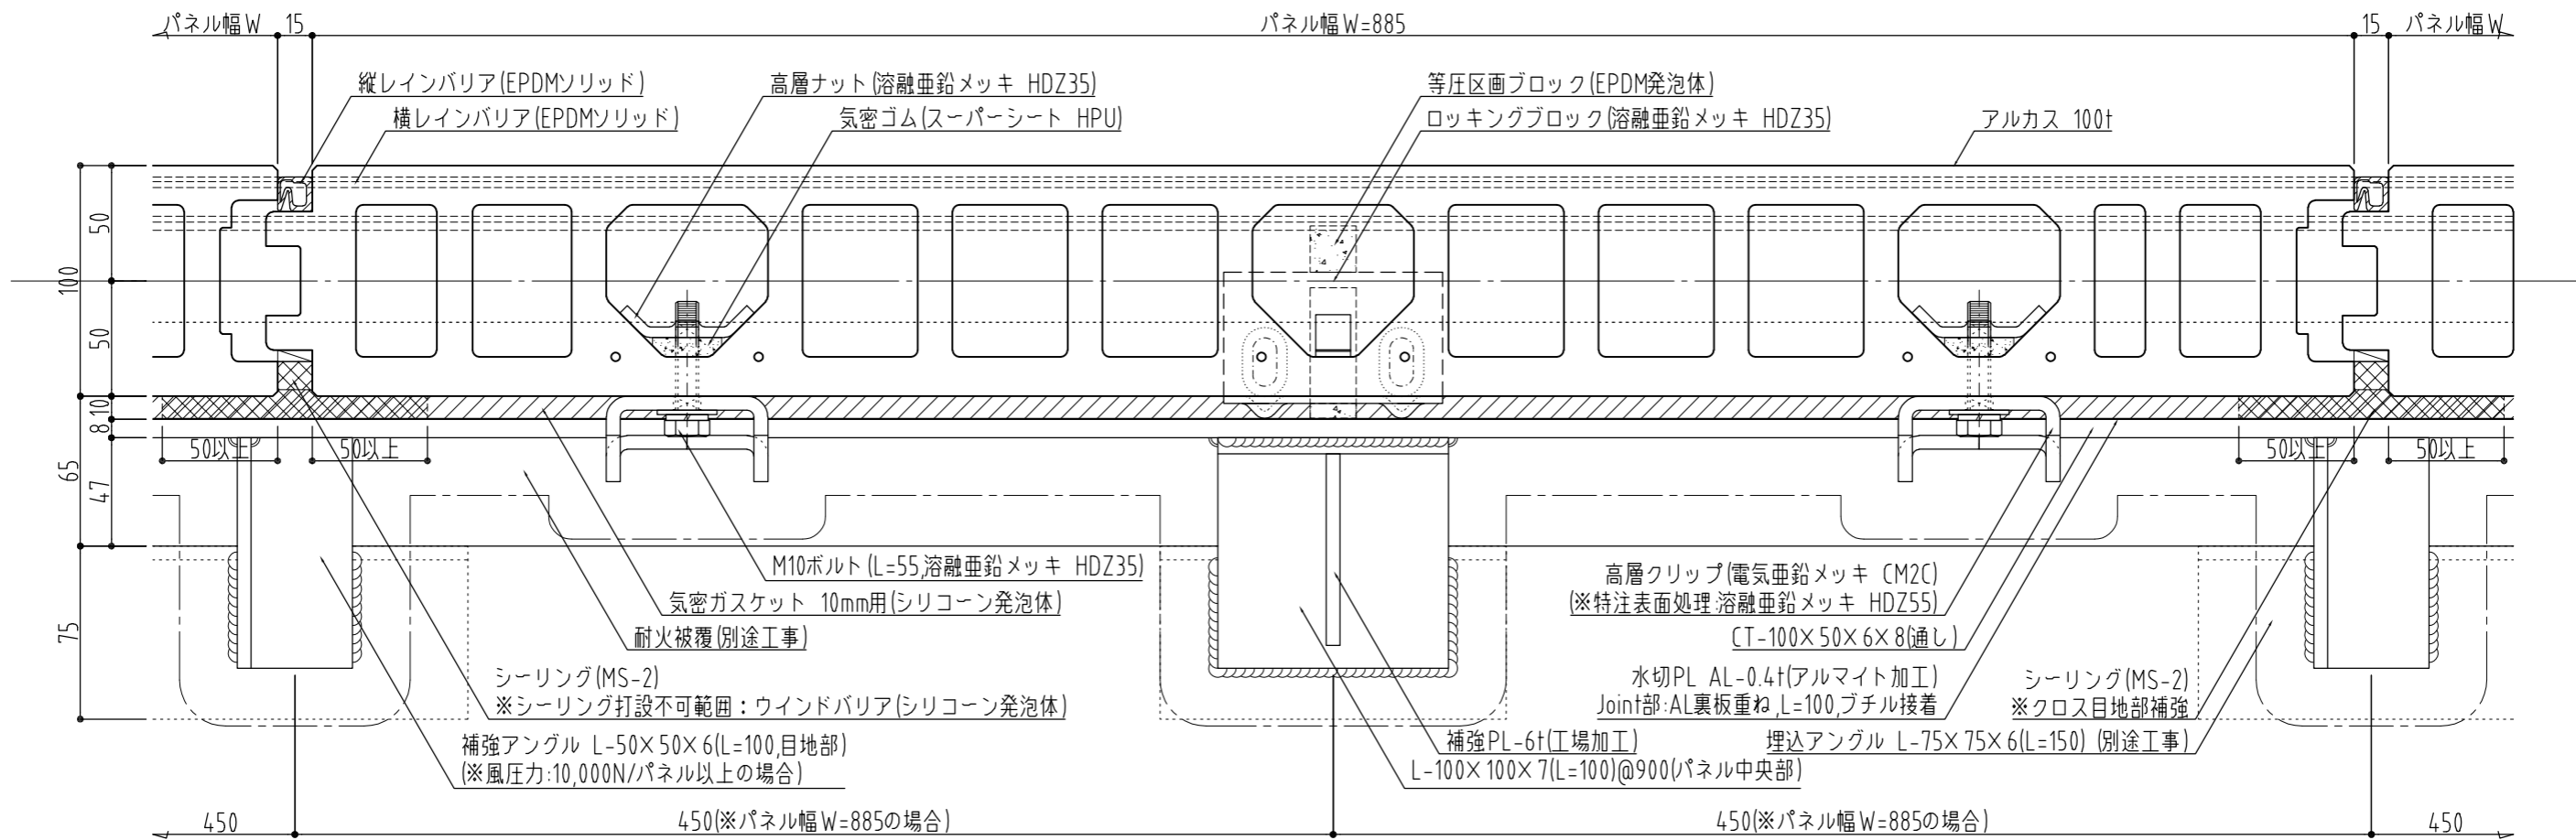 パネル幅W 15 パネル幅W=885 15 パネル幅W
縦レインバリア(EPDMソリッド)
横レインバリア(EPDMソリッド)
高層ナット(溶融亜鉛メッキ HDZ35)
気密ゴム(スーパーシート HPU)
等圧区画ブロック(EPDM発泡体)
ロッキングブロック(溶融亜鉛メッキ HDZ35)
アルカス 100t
50
100
50
10
8
65
47
75
50以上 50以上 50以上 50以上
M10ボルト(L=55,溶融亜鉛メッキ HDZ35)
気密ガスケット 10mm用(シリコーン発泡体)
耐火被覆(別途工事)
シーリング(MS-2)
※シーリング打設不可範囲:ウインドバリア(シリコーン発泡体)
補強アングル L-50×50×6(L=100,目地部)
(※風圧力:10,000N/パネル以上の場合)
高層クリップ(電気亜鉛メッキ CM2C)
(※特注表面処理:溶融亜鉛メッキ HDZ55)
CT-100×50×6×8(通し)
水切PL AL-0.4t(アルマイト加工)
Joint部:AL裏板重ね,L=100,ブチル接着
シーリング(MS-2)
※クロス目地部補強
補強PL-6t(工場加工)
L-100×100×7(L=100)@900(パネル中央部)
埋込アングル L-75×75×6(L=150) (別途工事)
450 450(※パネル幅W=885の場合) 450(※パネル幅W=885の場合) 450